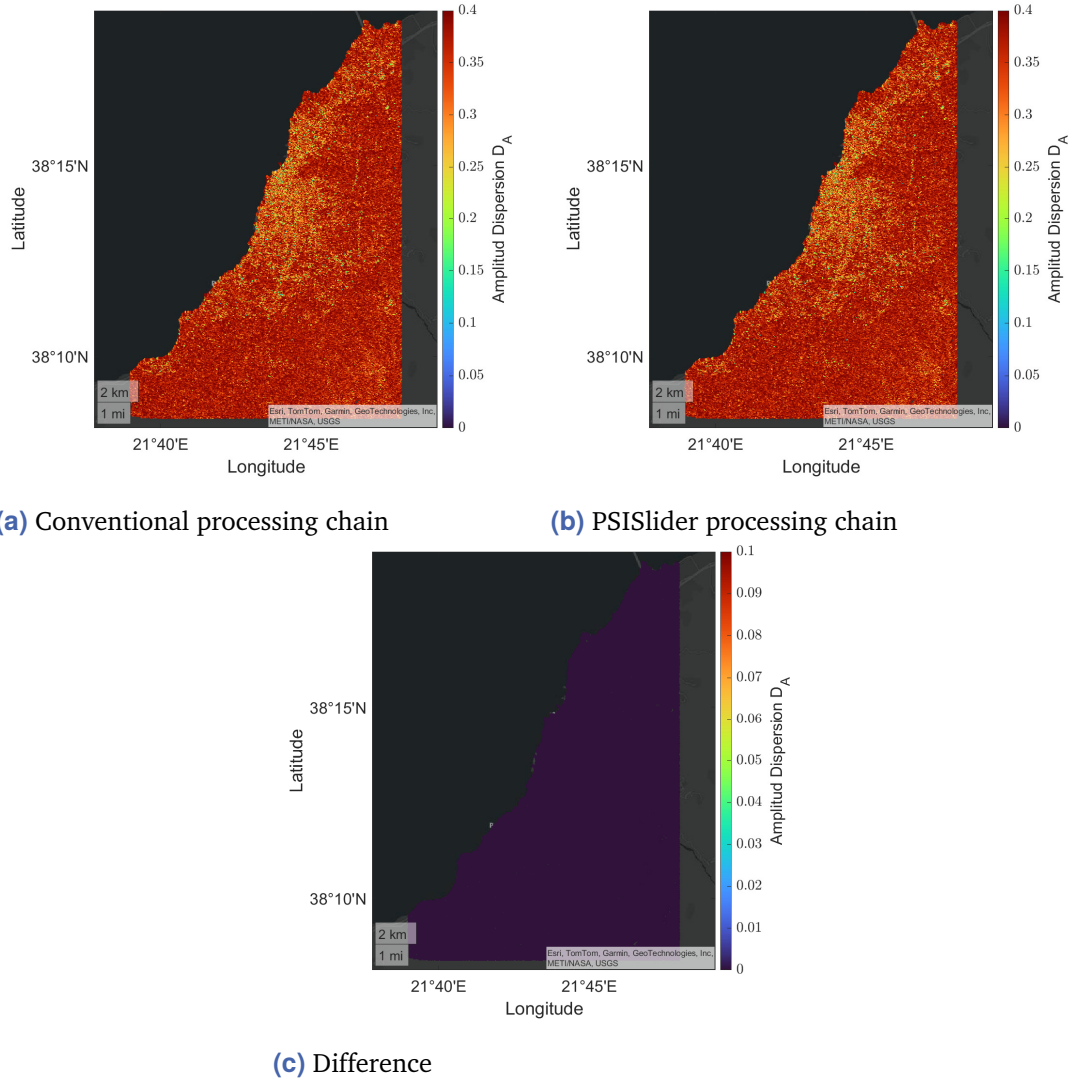 0.4
0.35
0.3
0.25
0.2
0.15
0.1
0.05
0
Amplitud Dispersion D_A
38°15'N
38°10'N
Latitude
2 km
1 mi
Esri, TomTom, Garmin, GeoTechnologies, Inc,
METI/NASA, USGS
21°40'E
21°45'E
Longitude
(a) Conventional processing chain
0.4
0.35
0.3
0.25
0.2
0.15
0.1
0.05
0
Amplitud Dispersion D_A
38°15'N
38°10'N
Latitude
2 km
1 mi
Esri, TomTom, Garmin, GeoTechnologies, Inc,
METI/NASA, USGS
21°40'E
21°45'E
Longitude
(b) PSISlider processing chain
0.1
0.09
0.08
0.07
0.06
0.05
0.04
0.03
0.02
0.01
0
Amplitud Dispersion D_A
38°15'N
38°10'N
Latitude
2 km
1 mi
Esri, TomTom, Garmin, GeoTechnologies, Inc,
METI/NASA, USGS
21°40'E
21°45'E
Longitude
(c) Difference